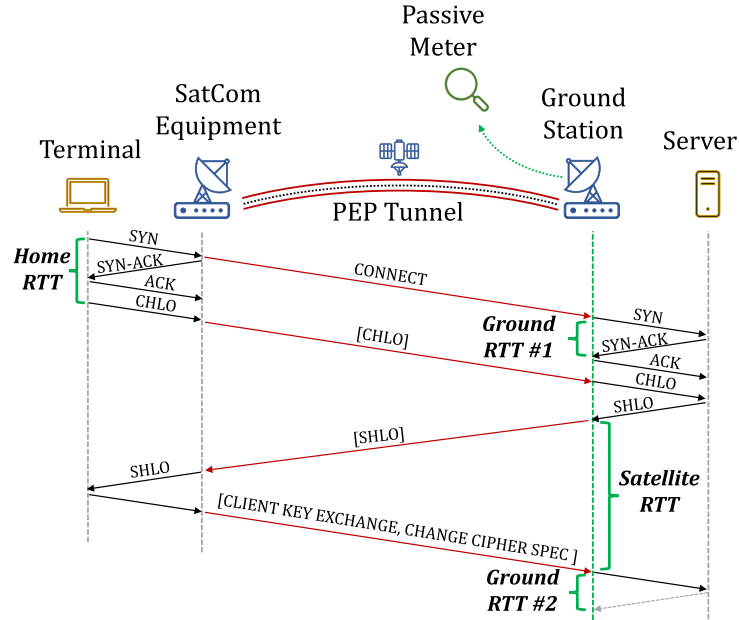 Passive
Meter
SatCom
Equipment
Ground
Station
Terminal
Server
PEP Tunnel
SYN
Home
RTT
SYN-ACK
ACK
CONNECT
CHLO
SYN
Ground
RTT #1
SYN-ACK
[CHLO]
ACK
CHLO
SHLO
[SHLO]
SHLO
Satellite
RTT
[CLIENT KEY EXCHANGE, CHANGE CIPHER SPEC ]
Ground
RTT #2